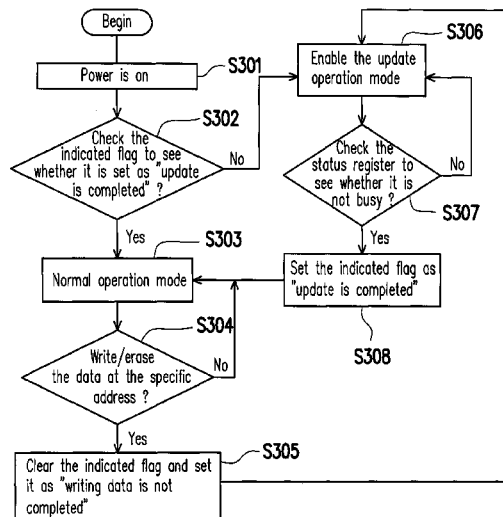 Begin
Power is on
S301
Check the
indicated flag to see
whether it is set as "update
is completed" ?
S302
No
Yes
Normal operation mode
S303
Write/erase
the data at the specific
address ?
S304
No
Yes
Clear the indicated flag and set
it as "writing data is not
completed"
S305
Enable the update
operation mode
S306
Check the
status register to
see whether it is
not busy ?
No
S307
Yes
Set the indicated flag as
"update is completed"
S308